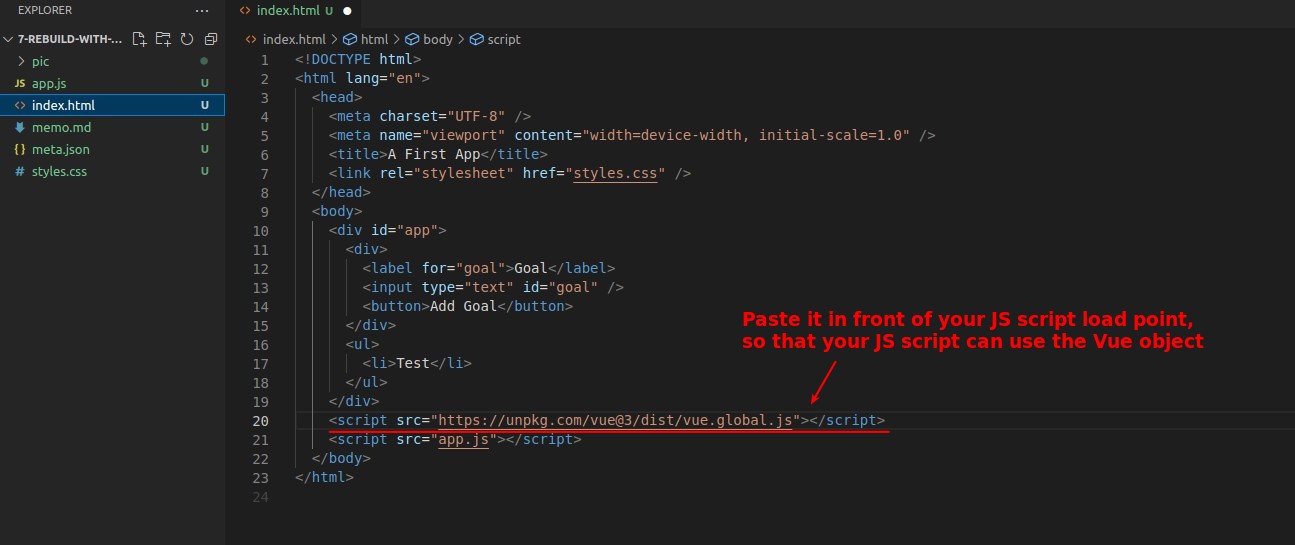 EXPLORER
···
7-REBUILD-WITH-...
pic
JS app.js U
<> index.html U
memo.md U
{} meta.json U
# styles.css U
<> index.html U ●
<> index.html > html > body > script
1 <!DOCTYPE html>
2 <html lang="en">
3 <head>
4 <meta charset="UTF-8" />
5 <meta name="viewport" content="width=device-width, initial-scale=1.0" />
6 <title>A First App</title>
7 <link rel="stylesheet" href="styles.css" />
8 </head>
9 <body>
10 <div id="app">
11 <div>
12 <label for="goal">Goal</label>
13 <input type="text" id="goal" />
14 <button>Add Goal</button>
15 </div>
16 <ul>
17 <li>Test</li>
18 </ul>
19 </div>
20 <script src="https://unpkg.com/vue@3/dist/vue.global.js"></script>
21 <script src="app.js"></script>
22 </body>
23 </html>
24
Paste it in front of your JS script load point,
so that your JS script can use the Vue object